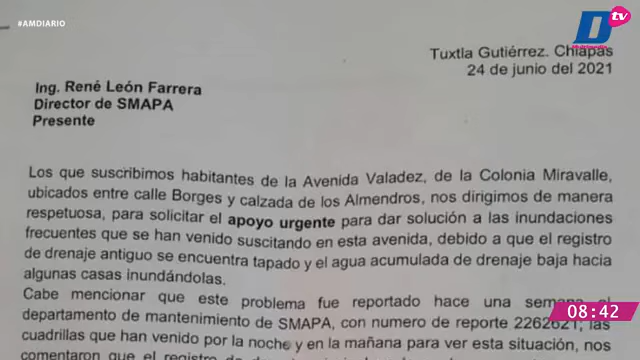 #AMDIARIO
D tv
Tuxtla Gutiérrez. Chiapas
24 de junio del 2021
Ing. René León Farrera
Director de SMAPA
Presente
Los que suscribimos habitantes de la Avenida Valadez, de la Colonia Miravalle,
ubicados entre calle Borges y calzada de los Almendros, nos dirigimos de manera
respetuosa, para solicitar el apoyo urgente para dar solución a las inundaciones
frecuentes que se han venido suscitando en esta avenida, debido a que el registro
de drenaje antiguo se encuentra tapado y el agua acumulada de drenaje baja hacia
algunas casas inundándolas.
Cabe mencionar que este problema fue reportado hace una semana al
departamento de mantenimiento de SMAPA, con numero de reporte 2262621, las
cuadrillas que han venido por la noche y en la mañana para ver esta situación, nos
comentaron que el registro de
08:42